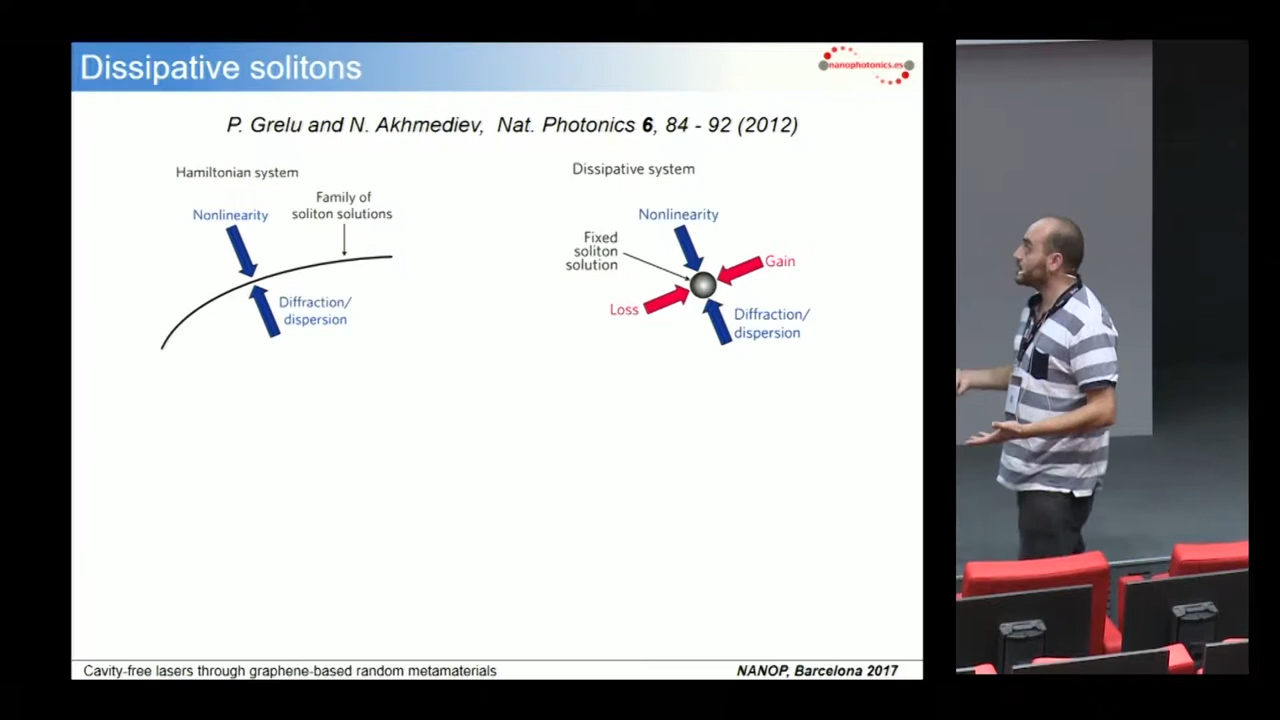 Dissipative solitons
nanophotonics.es
P. Grelu and N. Akhmediev, Nat. Photonics 6, 84 - 92 (2012)
Hamiltonian system
Family of
soliton solutions
Nonlinearity
Diffraction/
dispersion
Dissipative system
Nonlinearity
Fixed
soliton
solution
Gain
Loss
Diffraction/
dispersion
Cavity-free lasers through graphene-based random metamaterials
NANOP, Barcelona 2017